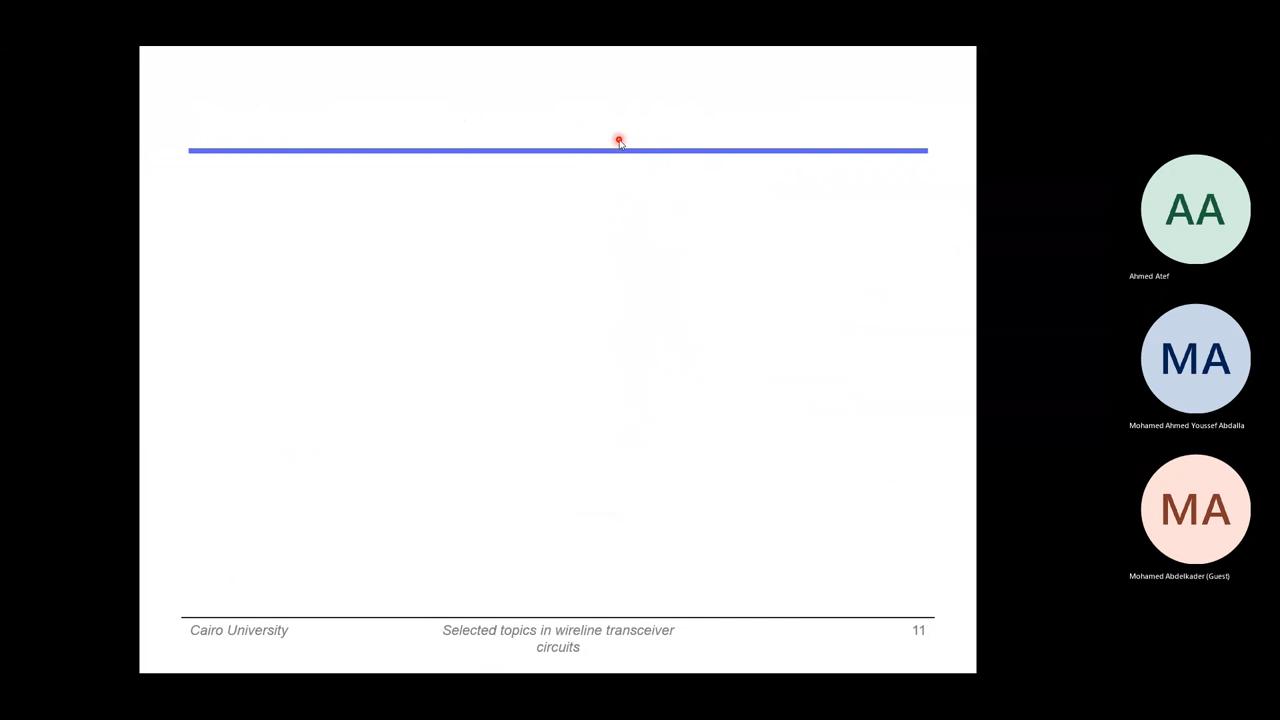 AA
Ahmed Atef
MA
Mohamed Ahmed Youssef Abdalla
MA
Mohamed Abdelkader (Guest)
Cairo University
Selected topics in wireline transceiver
circuits
11